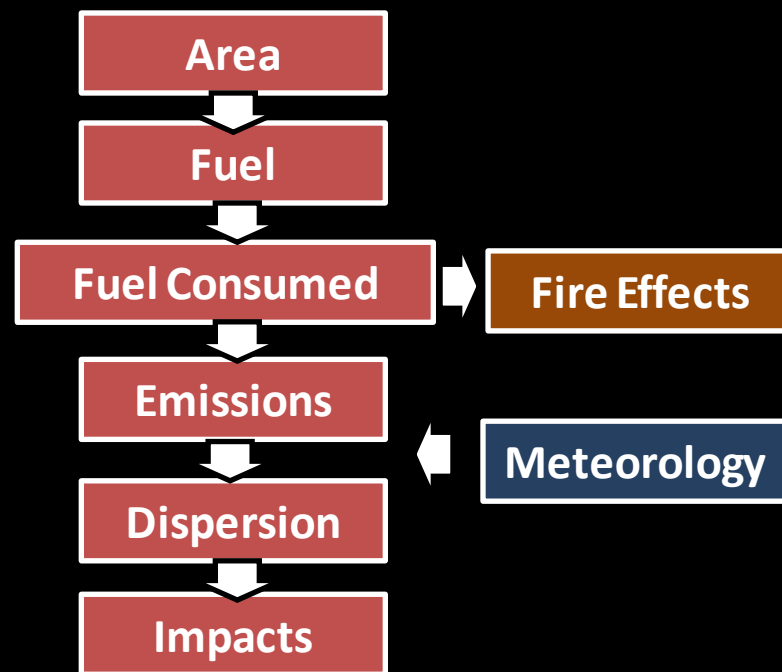 Area
Fuel
Fuel Consumed
Fire Effects
Emissions
Meteorology
Dispersion
Impacts